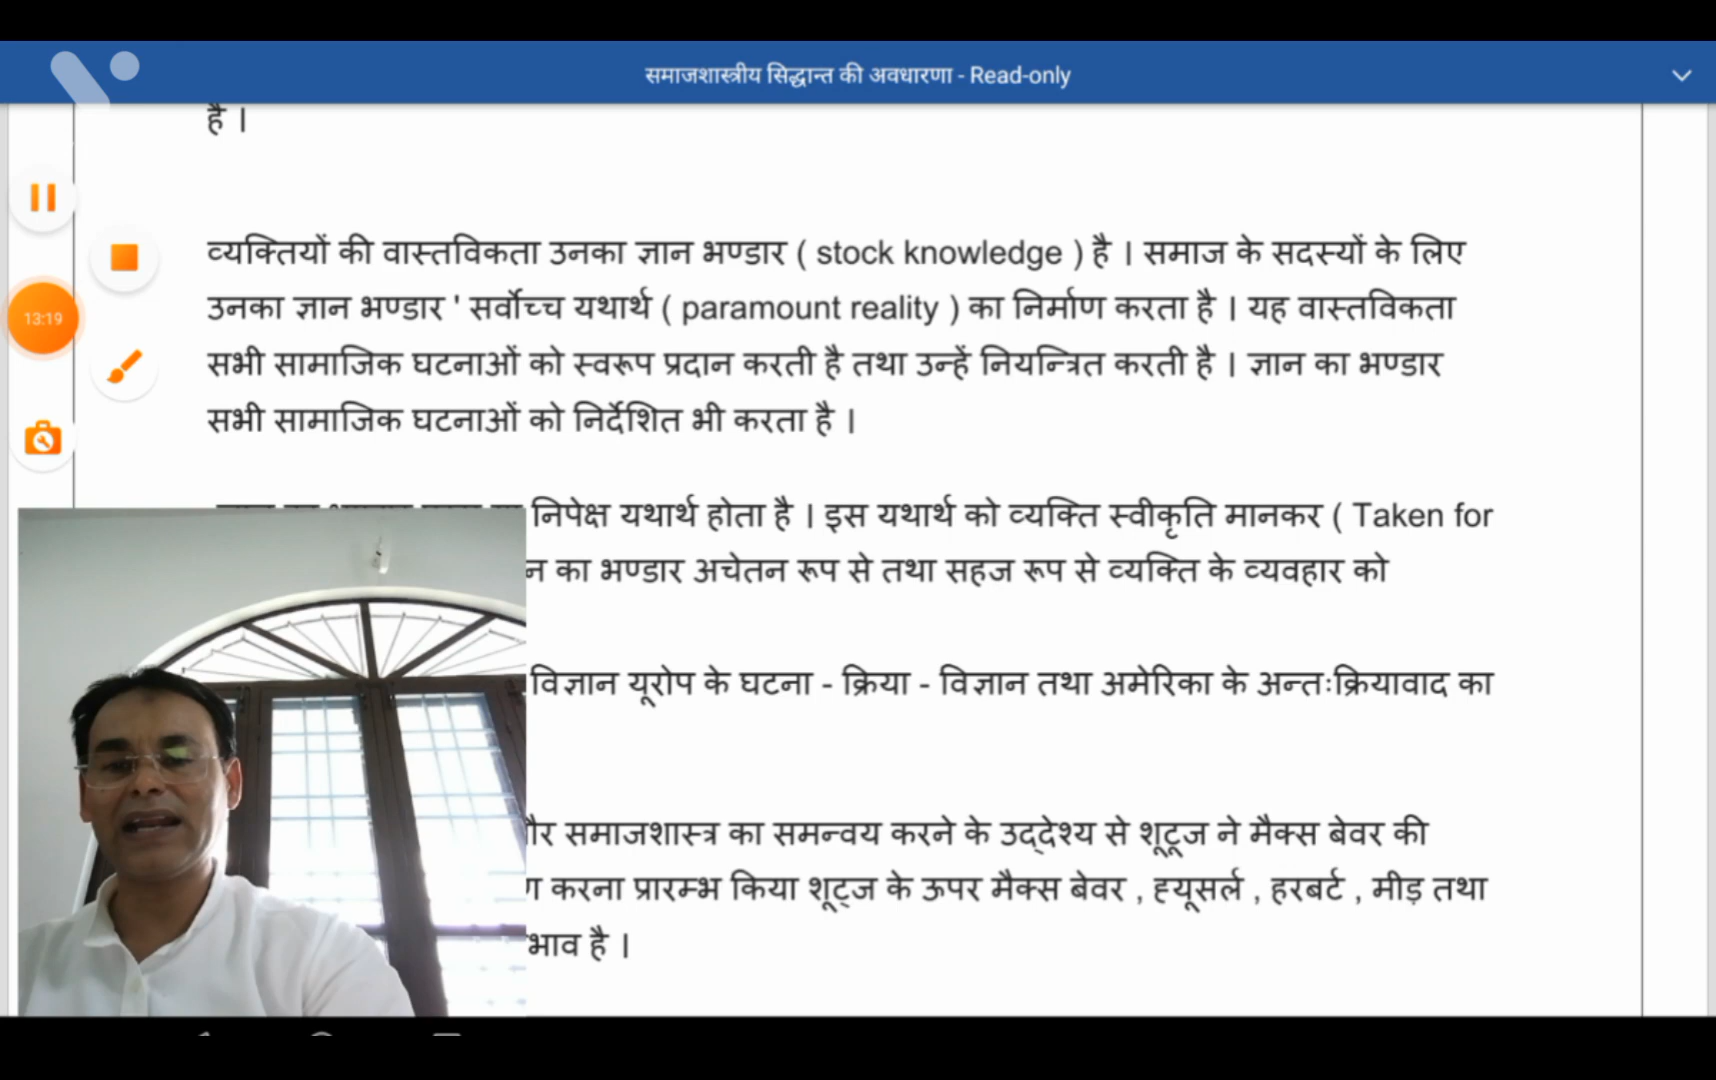 समाजशास्त्रीय सिद्धान्त की अवधारणा - Read-only
है ।
व्यक्तियों की वास्तविकता उनका ज्ञान भण्डार ( stock knowledge ) है । समाज के सदस्यों के लिए
13:19
उनका ज्ञान भण्डार ' सर्वोच्च यथार्थ ( paramount reality ) का निर्माण करता है । यह वास्तविकता
सभी सामाजिक घटनाओं को स्वरूप प्रदान करती है तथा उन्हें नियन्त्रित करती है । ज्ञान का भण्डार
सभी सामाजिक घटनाओं को निर्देशित भी करता है ।
निपेक्ष यथार्थ होता है । इस यथार्थ को व्यक्ति स्वीकृति मानकर ( Taken for
का भण्डार अचेतन रूप से तथा सहज रूप से व्यक्ति के व्यवहार को
विज्ञान यूरोप के घटना - क्रिया - विज्ञान तथा अमेरिका के अन्तःक्रियावाद का
समाजशास्त्र का समन्वय करने के उद्देश्य से शूट्ज ने मैक्स बेवर की
करना प्रारम्भ किया शूट्ज के ऊपर मैक्स बेवर , ह्यूसर्ल , हरबर्ट , मीड़ तथा
है ।